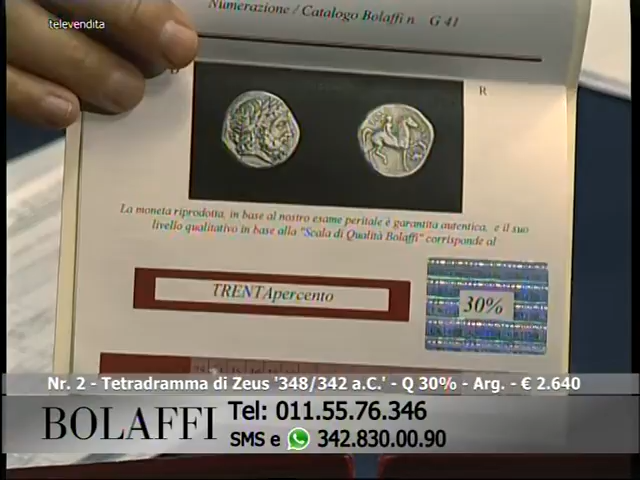 televendita
Numerazione / Catalogo Bolaffi n G 41
R
La moneta riprodotta, in base al nostro esame peritale è garantita autentica, e il suo
livello qualitativo in base alla "Scala di Qualità Bolaffi" corrisponde al
TRENTApercento
30%
Nr. 2 - Tetradramma di Zeus '348/342 a.C.' - Q 30% - Arg. - € 2.640
BOLAFFI
Tel: 011.55.76.346
SMS e 342.830.00.90